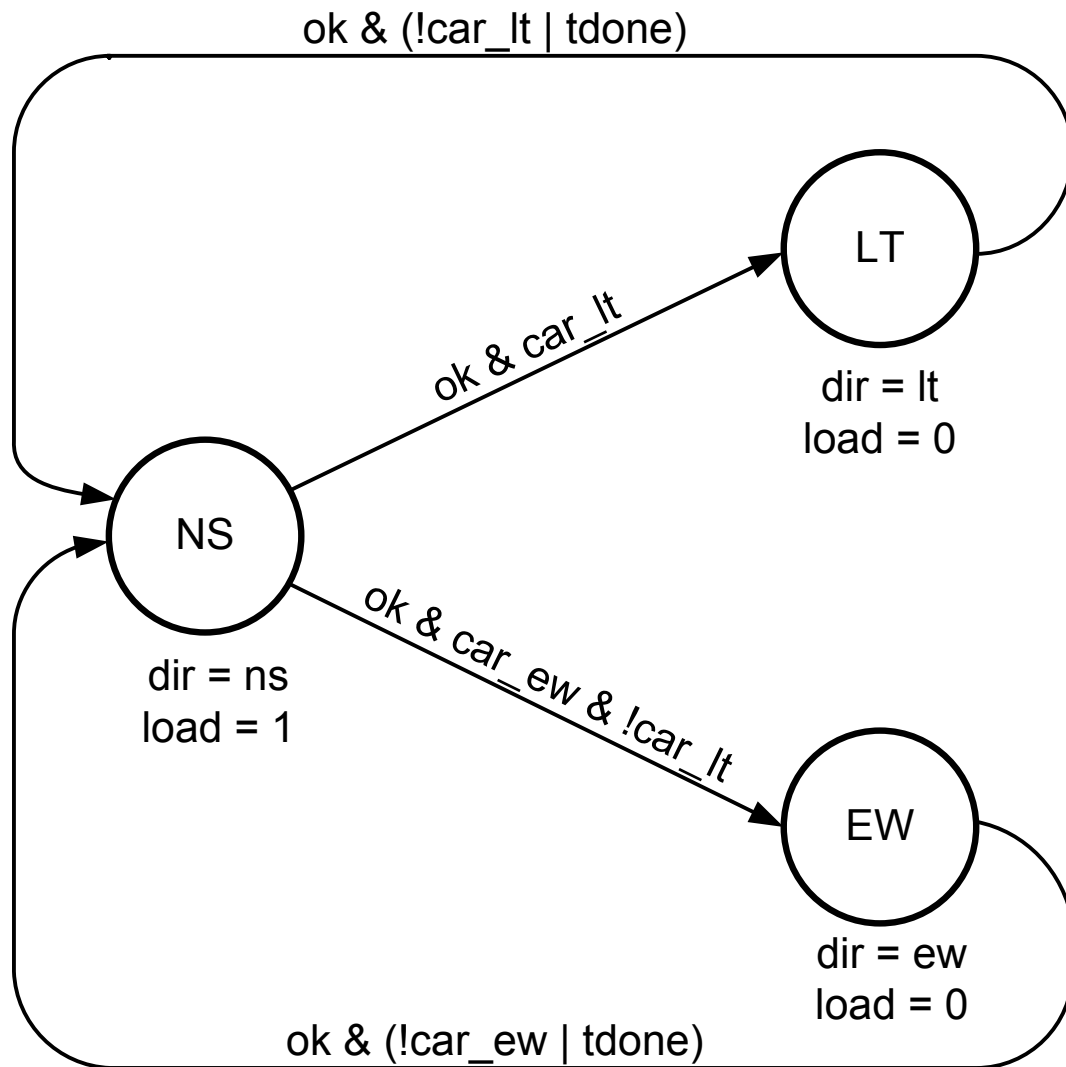 ok & (!car_lt | tdone)
LT
dir = lt
load = 0
ok & car_lt
NS
dir = ns
load = 1
ok & car_ew & !car_lt
EW
dir = ew
load = 0
ok & (!car_ew | tdone)